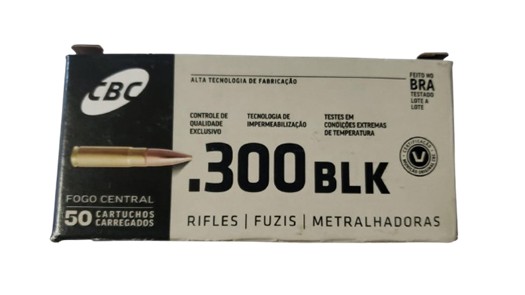 CBC
ALTA TECNOLOGIA DE FABRICAÇÃO
FEITO NO
BRA
TESTADO
LOTE A
LOTE
CONTROLE DE
QUALIDADE
EXCLUSIVO
TECNOLOGIA DE
IMPERMEABILIZAÇÃO
TESTES EM
CONDIÇÕES EXTREMAS
DE TEMPERATURA
.300 BLK
FOGO CENTRAL
50 CARTUCHOS
CARREGADOS
RIFLES | FUZIS | METRALHADORAS